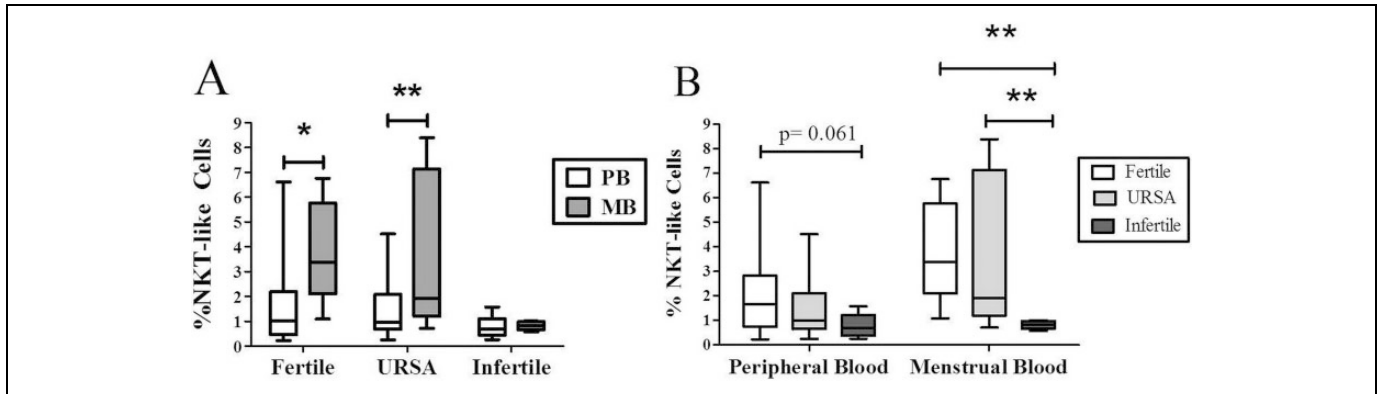 A
%NKT-like Cells
9
8
7
6
5
4
3
2
1
0
*
**
Fertile
URSA
Infertile
PB
MB
B
% NKT-like Cells
9
8
7
6
5
4
3
2
1
0
p= 0.061
**
**
Peripheral Blood
Menstrual Blood
Fertile
URSA
Infertile